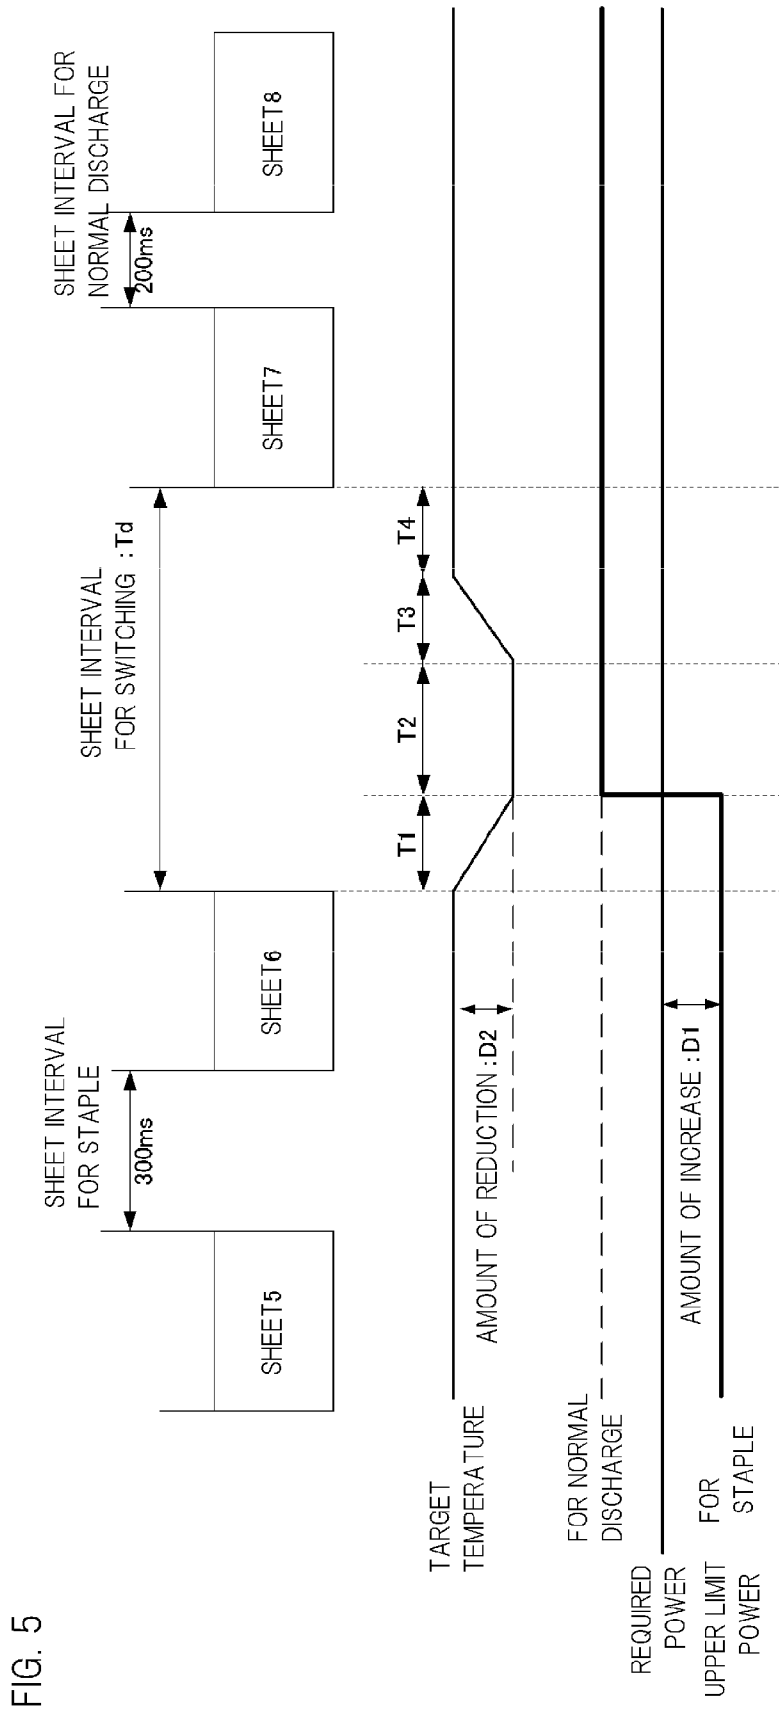 FIG. 5
SHEET INTERVAL
FOR STAPLE
300ms
SHEET INTERVAL
FOR SWITCHING :Td
SHEET INTERVAL FOR
NORMAL DISCHARGE
200ms
SHEET5
SHEET6
SHEET7
SHEET8
T1
T2
T3
T4
TARGET
TEMPERATURE
AMOUNT OF REDUCTION:D2
FOR NORMAL
DISCHARGE
REQUIRED
POWER
AMOUNT OF INCREASE :D1
UPPER LIMIT
POWER
FOR
STAPLE